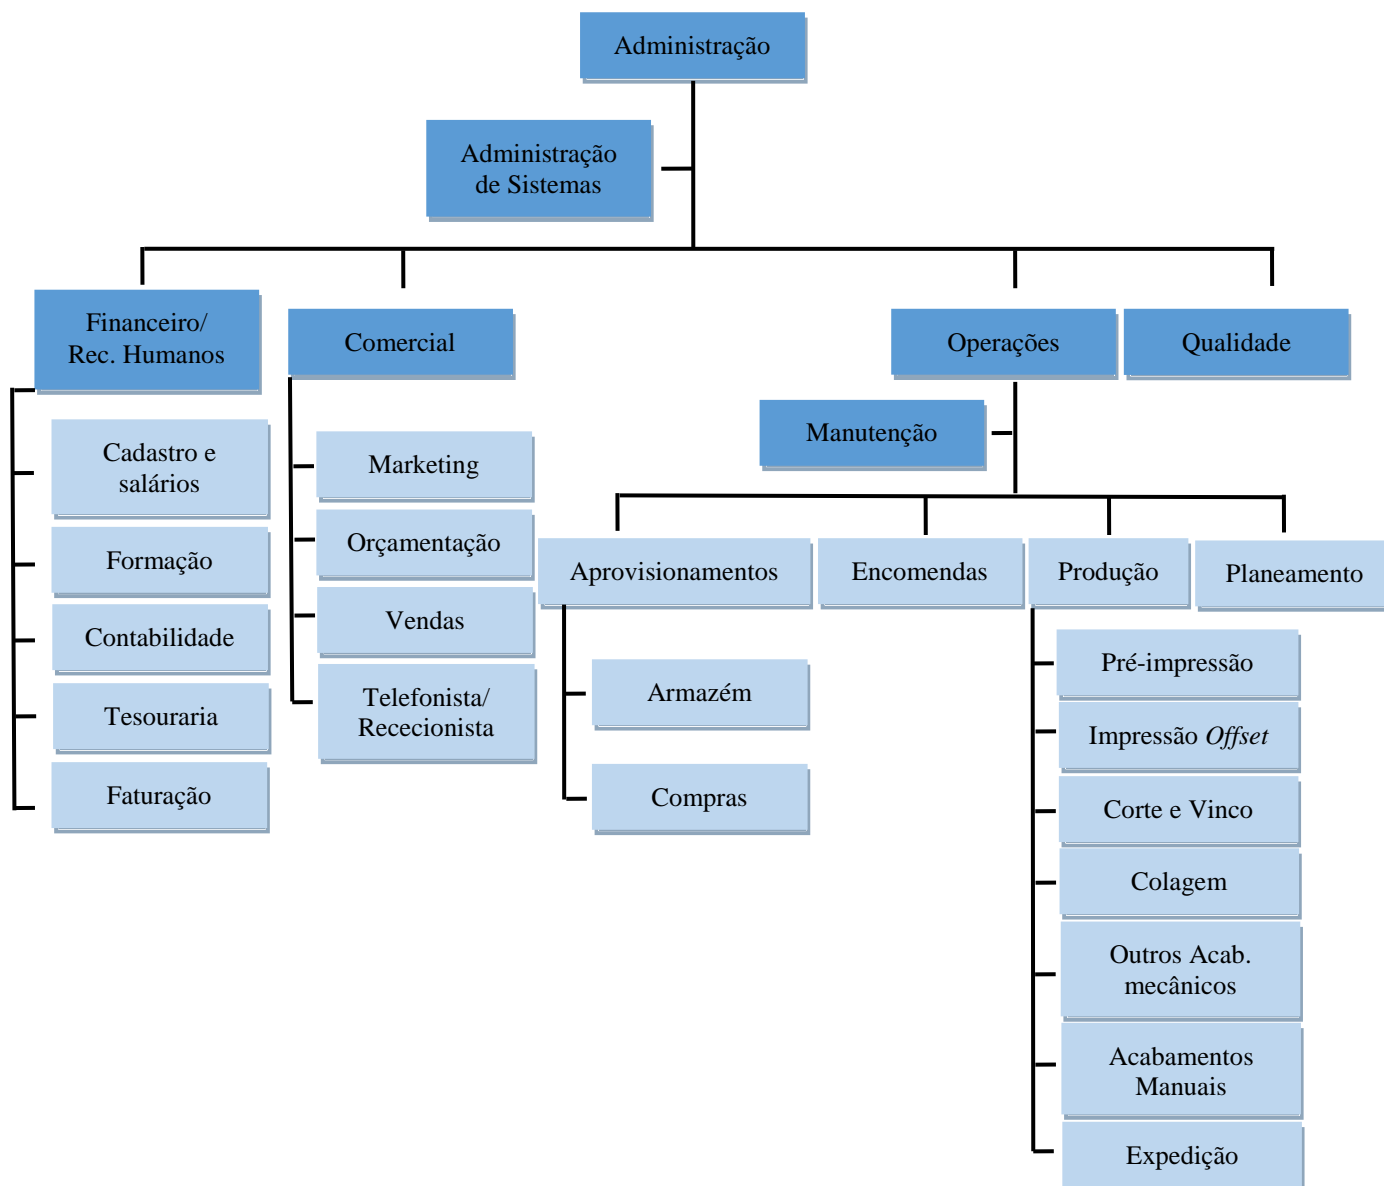 Administração
Administração
de Sistemas
Financeiro/
Rec. Humanos
Comercial
Operações
Qualidade
Manutenção
Cadastro e
salários
Formação
Contabilidade
Tesouraria
Faturação
Marketing
Orçamentação
Vendas
Telefonista/
Rececionista
Aprovisionamentos
Encomendas
Produção
Planeamento
Armazém
Compras
Pré-impressão
Impressão Offset
Corte e Vinco
Colagem
Outros Acab.
mecânicos
Acabamentos
Manuais
Expedição